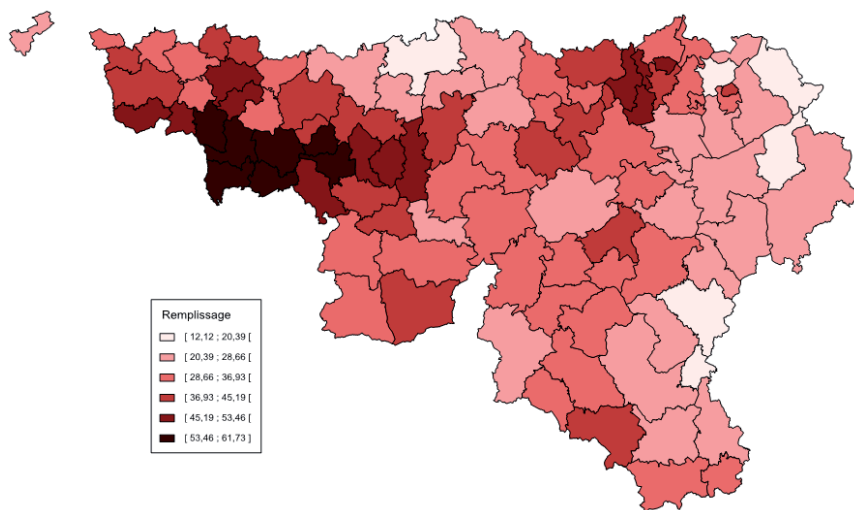 Remplissage
[ 12,12 ; 20,39 [
[ 20,39 ; 28,66 [
[ 28,66 ; 36,93 [
[ 36,93 ; 45,19 [
[ 45,19 ; 53,46 [
[ 53,46 ; 61,73 ]